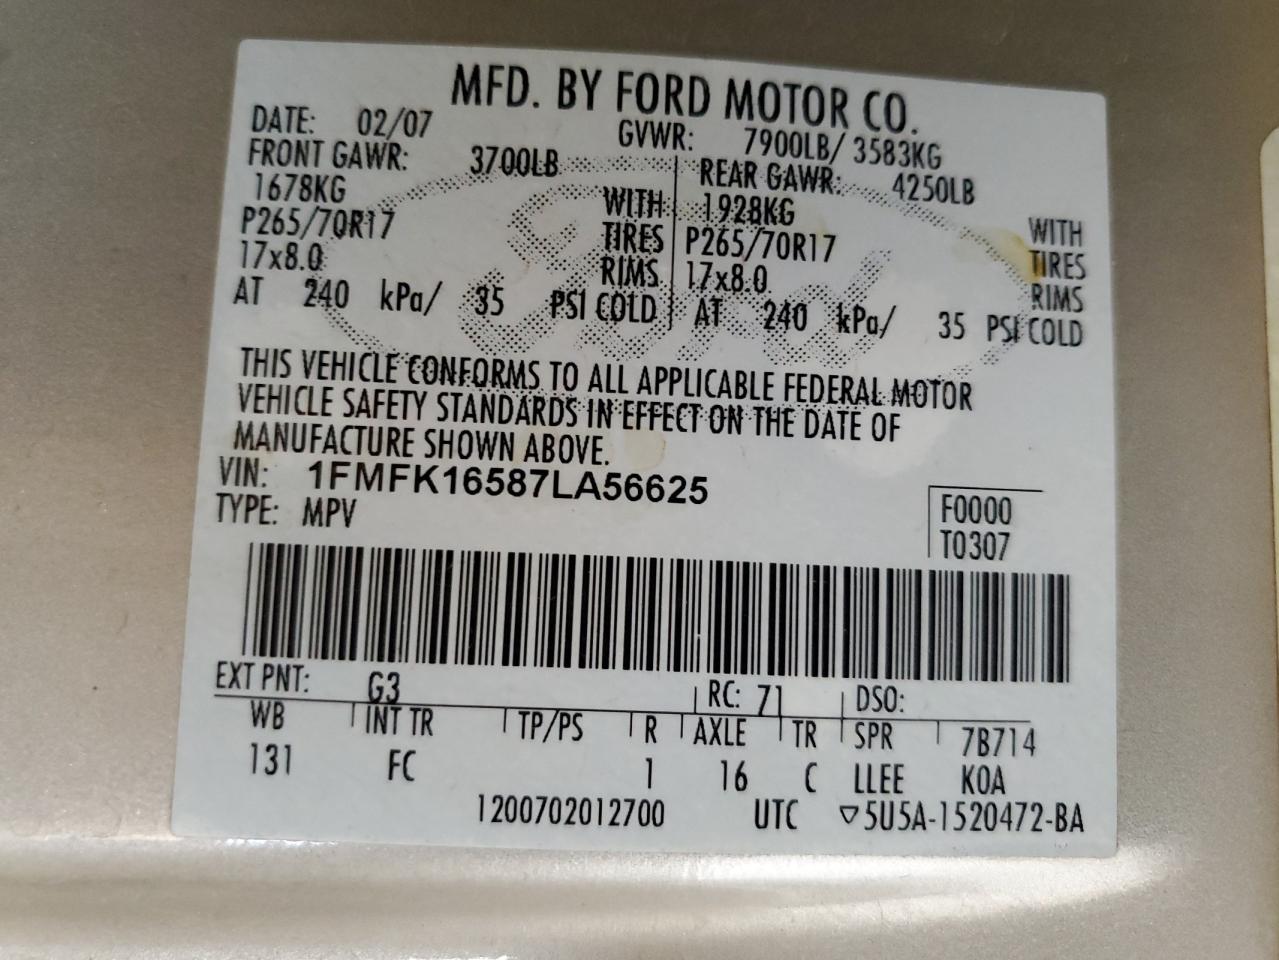 MFD. BY FORD MOTOR CO.
DATE: 02/07 GVWR: 7900LB/ 3583KG
FRONT GAWR: 3700LB REAR GAWR: 4250LB
1678KG WITH 1928KG WITH
P265/70R17 TIRES P265/70R17 TIRES
17x8.0 RIMS 17x8.0 RIMS
AT 240 kPa/ 35 PSI COLD AT 240 kPa/ 35 PSI COLD
Ford
THIS VEHICLE CONFORMS TO ALL APPLICABLE FEDERAL MOTOR
VEHICLE SAFETY STANDARDS IN EFFECT ON THE DATE OF
MANUFACTURE SHOWN ABOVE.
VIN: 1FMFK16587LA56625
TYPE: MPV
F0000
T0307
EXT PNT: G3 RC: 71 DSO:
WB INT TR TP/PS R AXLE TR SPR 7B714
131 FC 1 16 C LLEE KOA
1200702012700 UTC ▽5U5A-1520472-BA